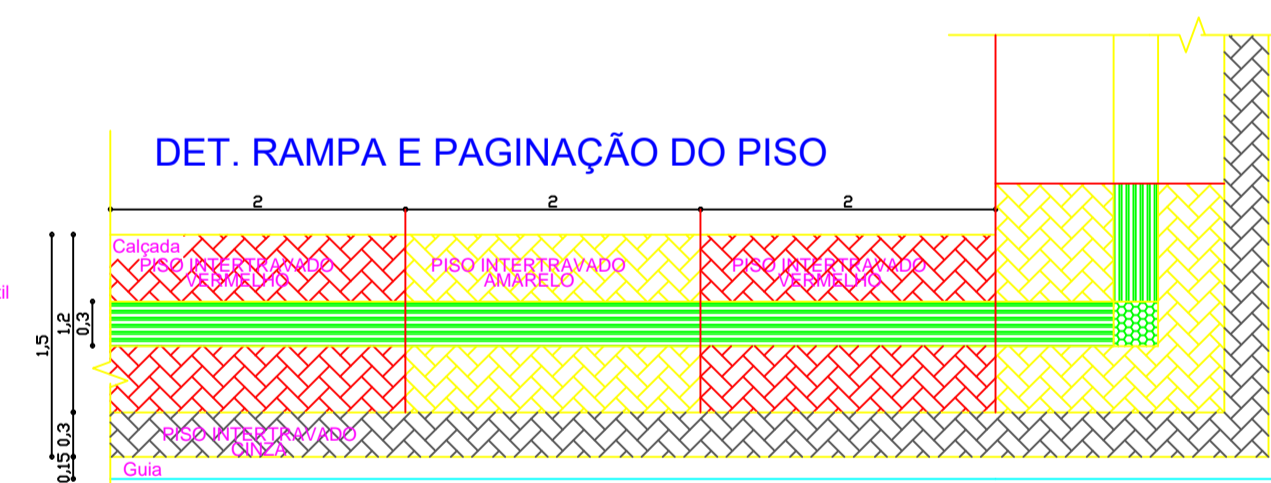 DET. RAMPA E PAGINAÇÃO DO PISO
2 2 2
Calçada
PISO INTERTRAVADO
VERMELHO
PISO INTERTRAVADO
AMARELO
PISO INTERTRAVADO
VERMELHO
1,5
1,2
0,3
0,3
0,15
PISO INTERTRAVADO
CINZA
Guia